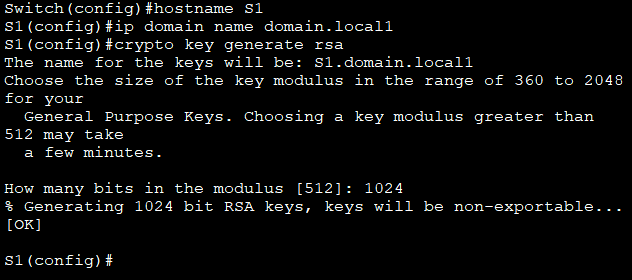 Switch(config)#hostname S1
S1(config)#ip domain name domain.local1
S1(config)#crypto key generate rsa
The name for the keys will be: S1.domain.local1
Choose the size of the key modulus in the range of 360 to 2048
for your
  General Purpose Keys. Choosing a key modulus greater than
512 may take
  a few minutes.

How many bits in the modulus [512]: 1024
% Generating 1024 bit RSA keys, keys will be non-exportable...
[OK]

S1(config)#